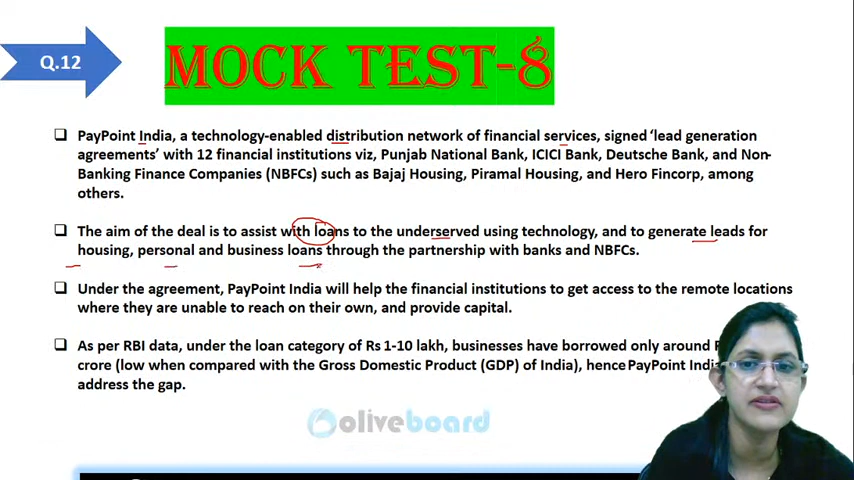 Q.12
MOCK TEST-8
PayPoint India, a technology-enabled distribution network of financial services, signed ‘lead generation
agreements’ with 12 financial institutions viz, Punjab National Bank, ICICI Bank, Deutsche Bank, and Non-
Banking Finance Companies (NBFCs) such as Bajaj Housing, Piramal Housing, and Hero Fincorp, among
others.
The aim of the deal is to assist with loans to the underserved using technology, and to generate leads for
housing, personal and business loans through the partnership with banks and NBFCs.
Under the agreement, PayPoint India will help the financial institutions to get access to the remote locations
where they are unable to reach on their own, and provide capital.
As per RBI data, under the loan category of Rs 1-10 lakh, businesses have borrowed only around
crore (low when compared with the Gross Domestic Product (GDP) of India), hence PayPoint
address the gap.
oliveboard